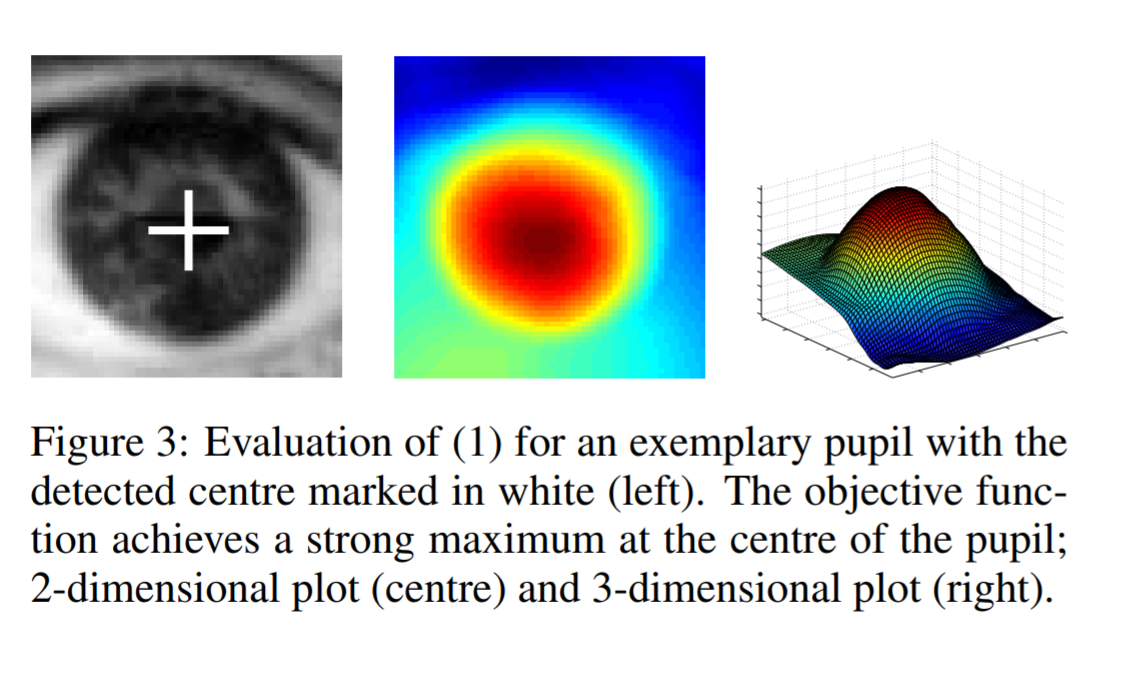 Figure 3: Evaluation of (1) for an exemplary pupil with the
detected centre marked in white (left). The objective func-
tion achieves a strong maximum at the centre of the pupil;
2-dimensional plot (centre) and 3-dimensional plot (right).